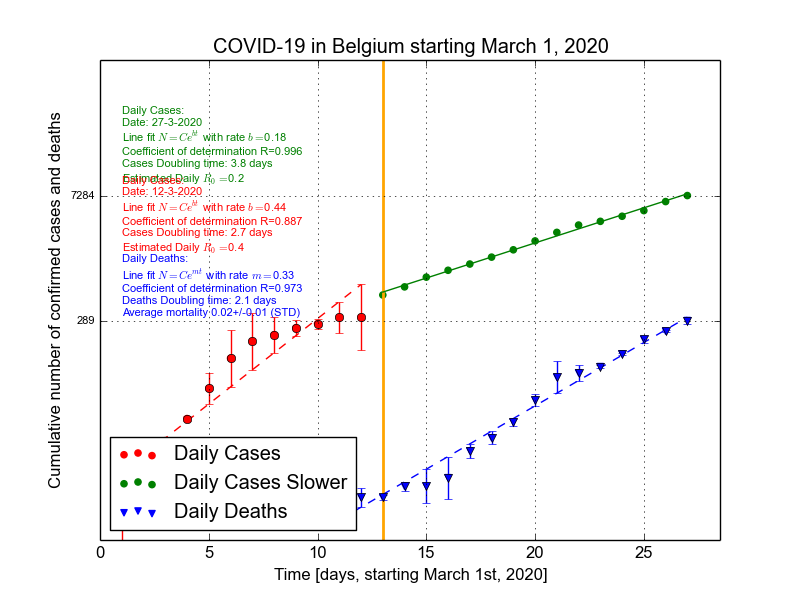 COVID-19 in Belgium starting March 1, 2020
Cumulative number of confirmed cases and deaths
Daily Cases:
Date: 27-3-2020
Line fit N=Ce^{bt} with rate b=0.18
Coefficient of determination R=0.996
Cases Doubling time: 3.8 days
Estimated Daily R_0=0.2
Daily Cases:
Date: 12-3-2020
Line fit N=Ce^{bt} with rate b=0.44
Coefficient of determination R=0.887
Cases Doubling time: 2.7 days
Estimated Daily R_0=0.4
Daily Deaths:
Line fit N=Ce^{mt} with rate m=0.33
Coefficient of determination R=0.973
Deaths Doubling time: 2.1 days
Average mortality 0.02+/-0.01 (STD)
7284
289
Daily Cases
Daily Cases Slower
Daily Deaths
0 5 10 15 20 25
Time [days, starting March 1st, 2020]